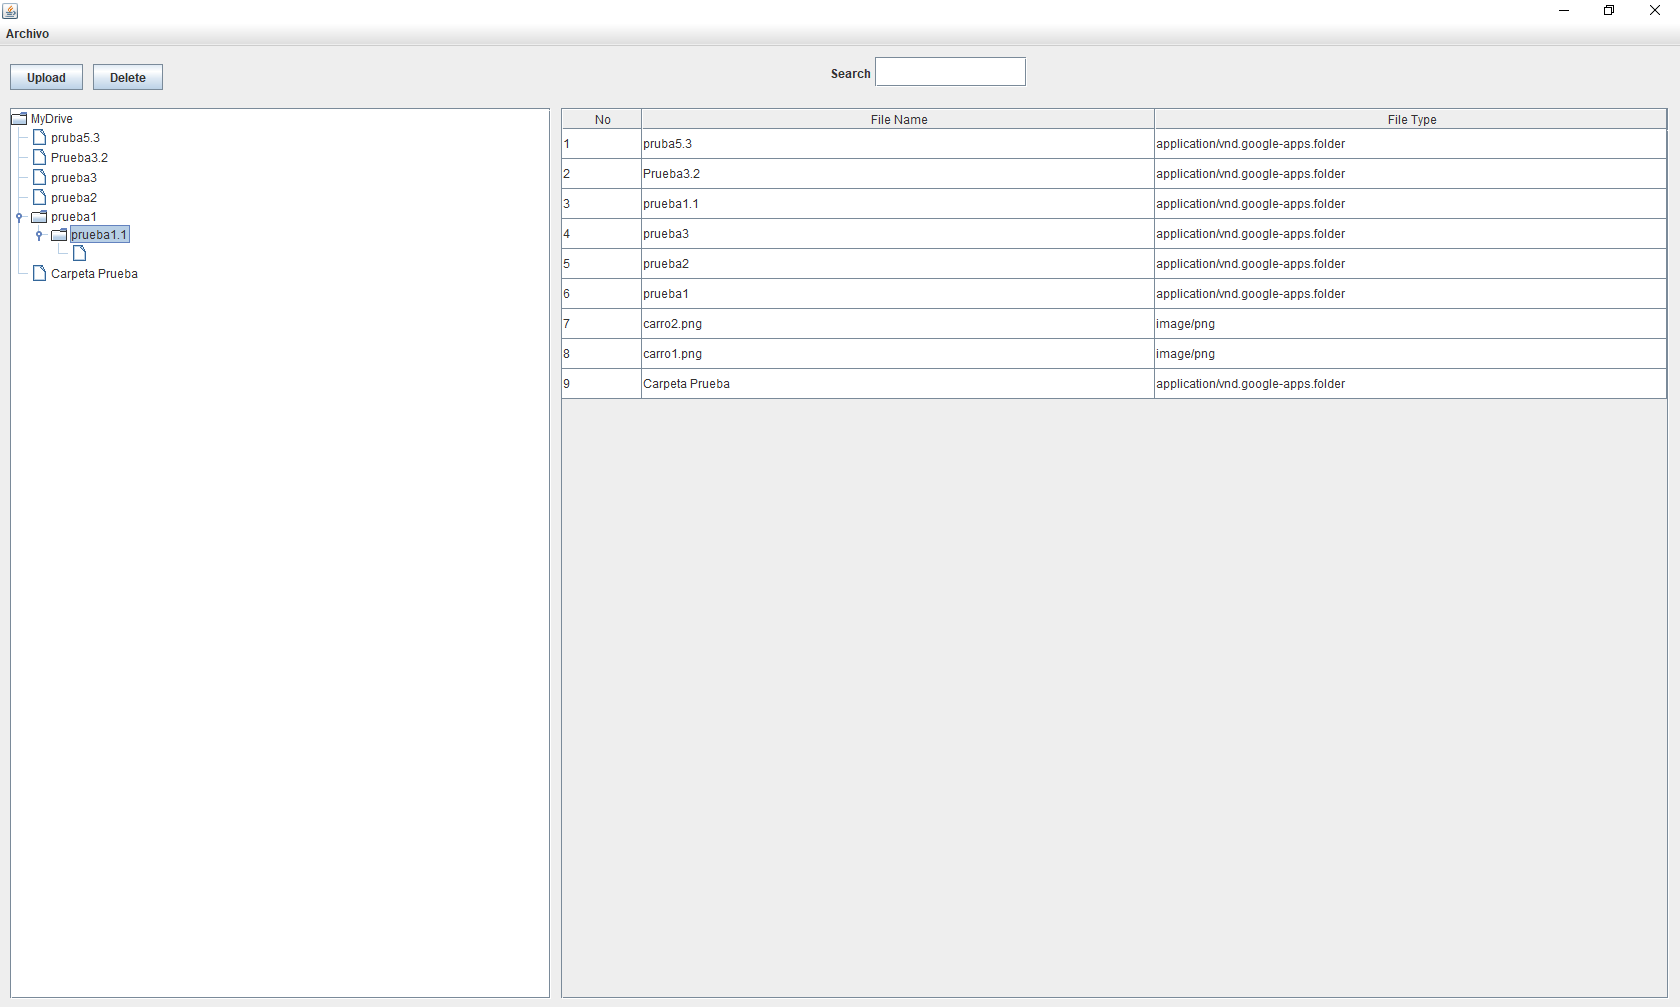 Archivo
Upload Delete Search
MyDrive
pruba5.3
Prueba3.2
prueba3
prueba2
prueba1
prueba1.1
Carpeta Prueba
No File Name File Type
1 pruba5.3 application/vnd.google-apps.folder
2 Prueba3.2 application/vnd.google-apps.folder
3 prueba1.1 application/vnd.google-apps.folder
4 prueba3 application/vnd.google-apps.folder
5 prueba2 application/vnd.google-apps.folder
6 prueba1 application/vnd.google-apps.folder
7 carro2.png image/png
8 carro1.png image/png
9 Carpeta Prueba application/vnd.google-apps.folder